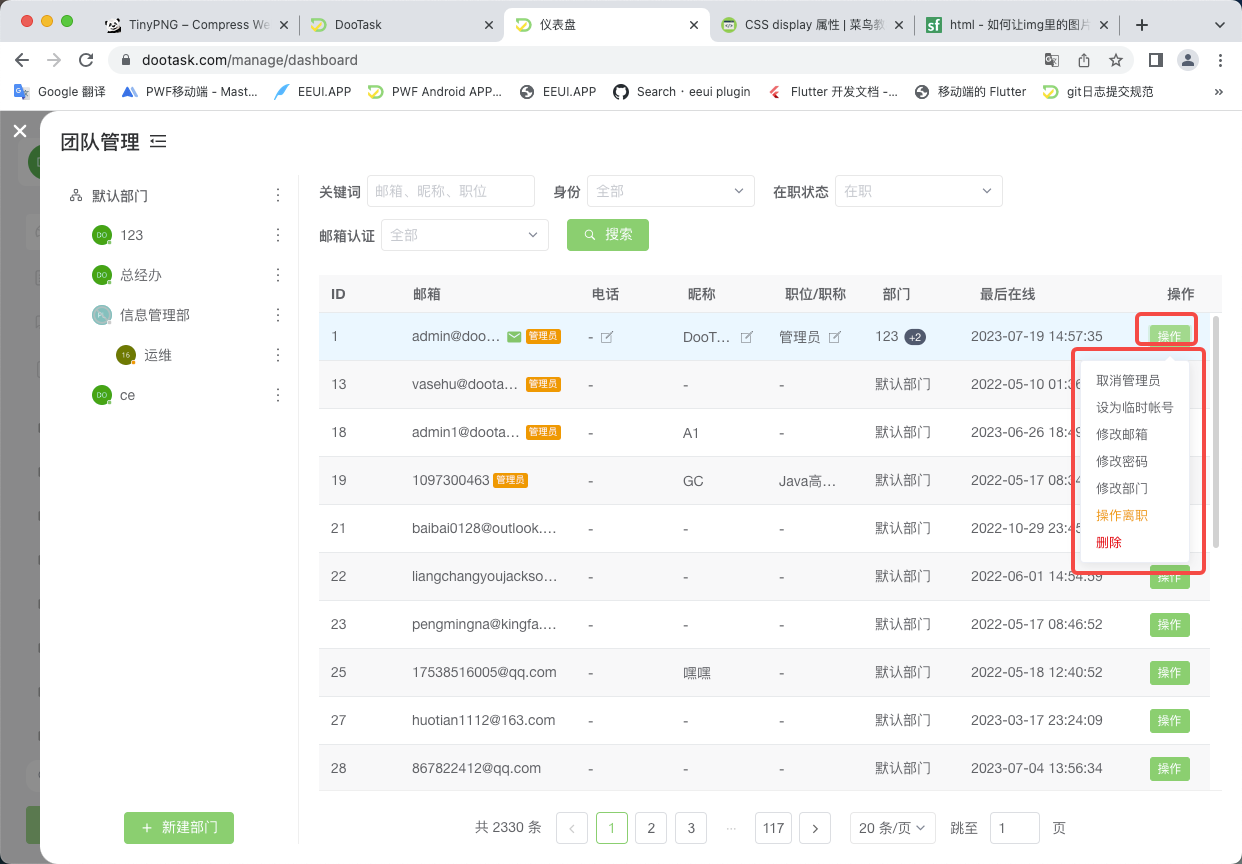 TinyPNG – Compress We
DooTask
仪表盘
CSS display 属性 | 菜鸟教
html - 如何让img里的图片
dootask.com/manage/dashboard
Google 翻译
PWF移动端 - Mast...
EEUI.APP
PWF Android APP...
EEUI.APP
Search · eeui plugin
Flutter 开发文档 -...
移动端的 Flutter
git日志提交规范
»
团队管理
默认部门
DO 123
DO 总经办
信息管理部
16 运维
DO ce
+ 新建部门
关键词 邮箱、昵称、职位 身份 全部 在职状态 在职
邮箱认证 全部 搜索
ID 邮箱 电话 昵称 职位/职称 部门 最后在线 操作
1 admin@doo... 管理员 - DooT... 管理员 123 +2 2023-07-19 14:57:35 操作
13 vasehu@doota... 管理员 - - - 默认部门 2022-05-10 01:36
18 admin1@doota... 管理员 - A1 - 默认部门 2023-06-26 18:49
19 1097300463 管理员 - GC Java高... 默认部门 2022-05-17 08:34
21 baibai0128@outlook.... - - - 默认部门 2022-10-29 23:45
22 liangchangyoujackso... - - - 默认部门 2022-06-01 14:54:59 操作
23 pengmingna@kingfa.... - - - 默认部门 2022-05-17 08:46:52 操作
25 17538516005@qq.com - 嘿嘿 - 默认部门 2022-05-18 12:40:52 操作
27 huotian1112@163.com - - - 默认部门 2023-03-17 23:24:09 操作
28 867822412@qq.com - - - 默认部门 2023-07-04 13:56:34 操作
取消管理员
设为临时帐号
修改邮箱
修改密码
修改部门
操作离职
删除
共 2330 条 < 1 2 3 ... 117 > 20 条/页 跳至 1 页